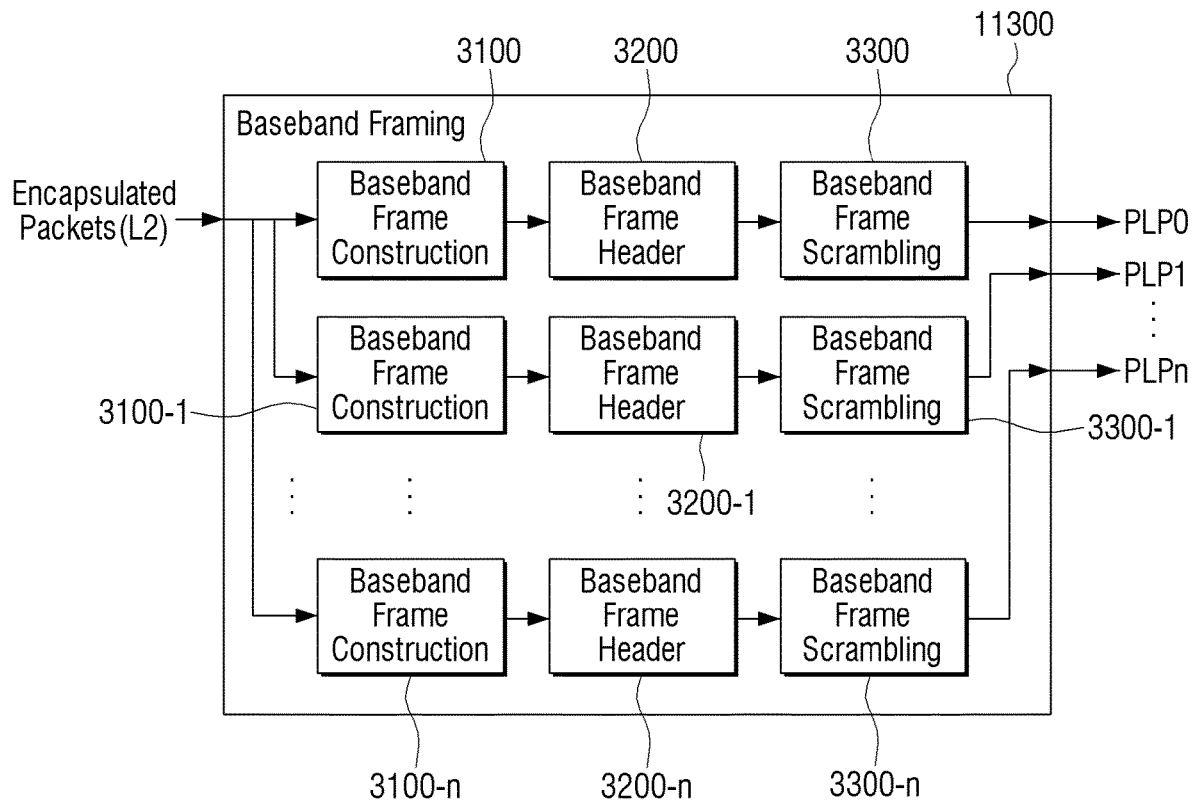 11300
3100
3200
3300
Baseband Framing
Encapsulated
Packets(L2)
Baseband
Frame
Construction
Baseband
Frame
Header
Baseband
Frame
Scrambling
PLP0
PLP1
PLPn
Baseband
Frame
Construction
Baseband
Frame
Header
Baseband
Frame
Scrambling
3100-1
3200-1
3300-1
Baseband
Frame
Construction
Baseband
Frame
Header
Baseband
Frame
Scrambling
3100-n
3200-n
3300-n